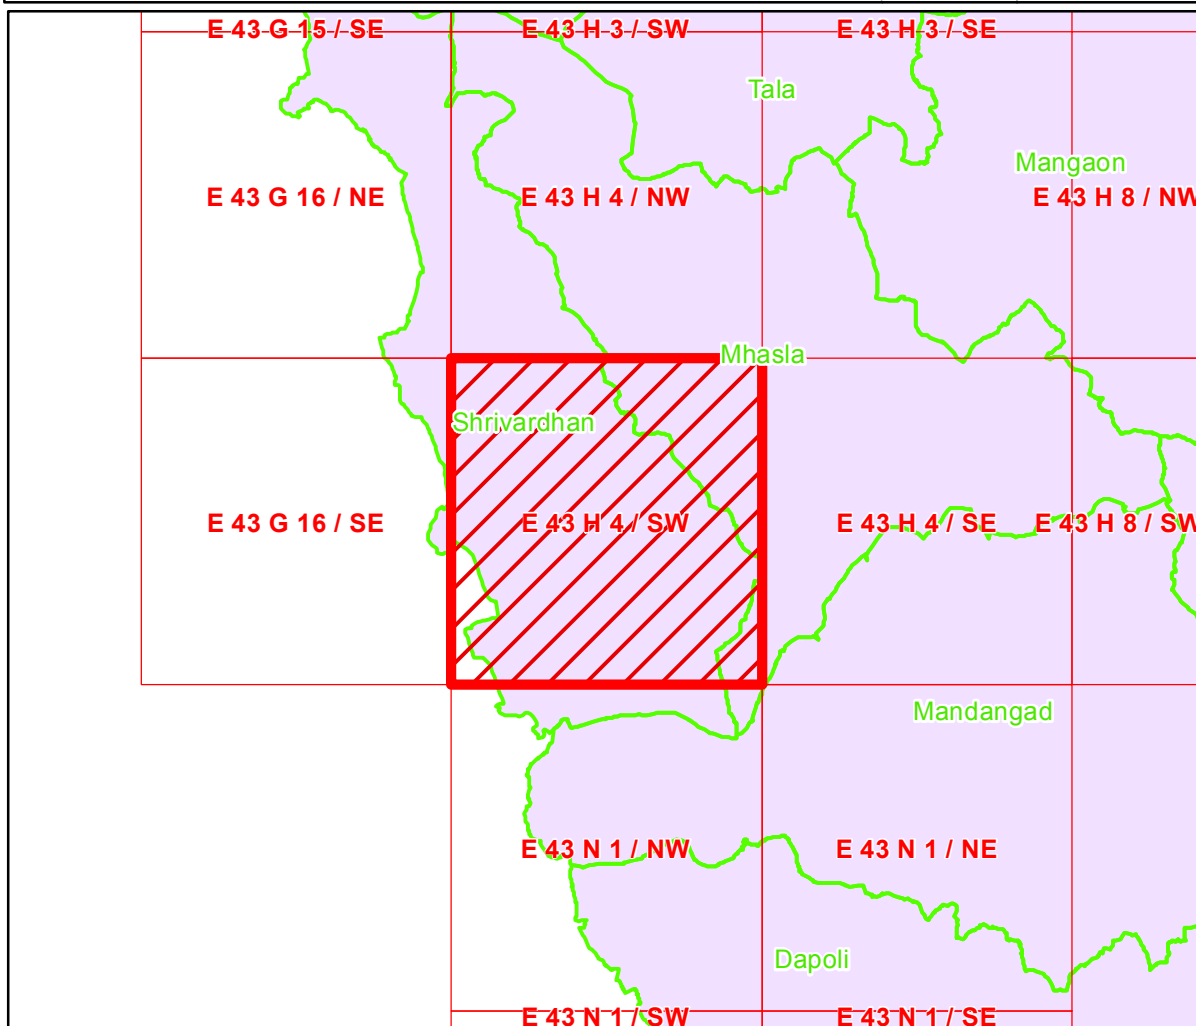 E 43 G 15 / SE
E 43 H 3 / SW
E 43 H 3 / SE
Tala
Mangaon
E 43 G 16 / NE
E 43 H 4 / NW
E 43 H 8 / NW
Mhasla
Shrivardhan
E 43 G 16 / SE
E 43 H 4 / SW
E 43 H 4 / SE
E 43 H 8 / SW
Mandangad
E 43 N 1 / NW
E 43 N 1 / NE
Dapoli
E 43 N 1 / SW
E 43 N 1 / SE